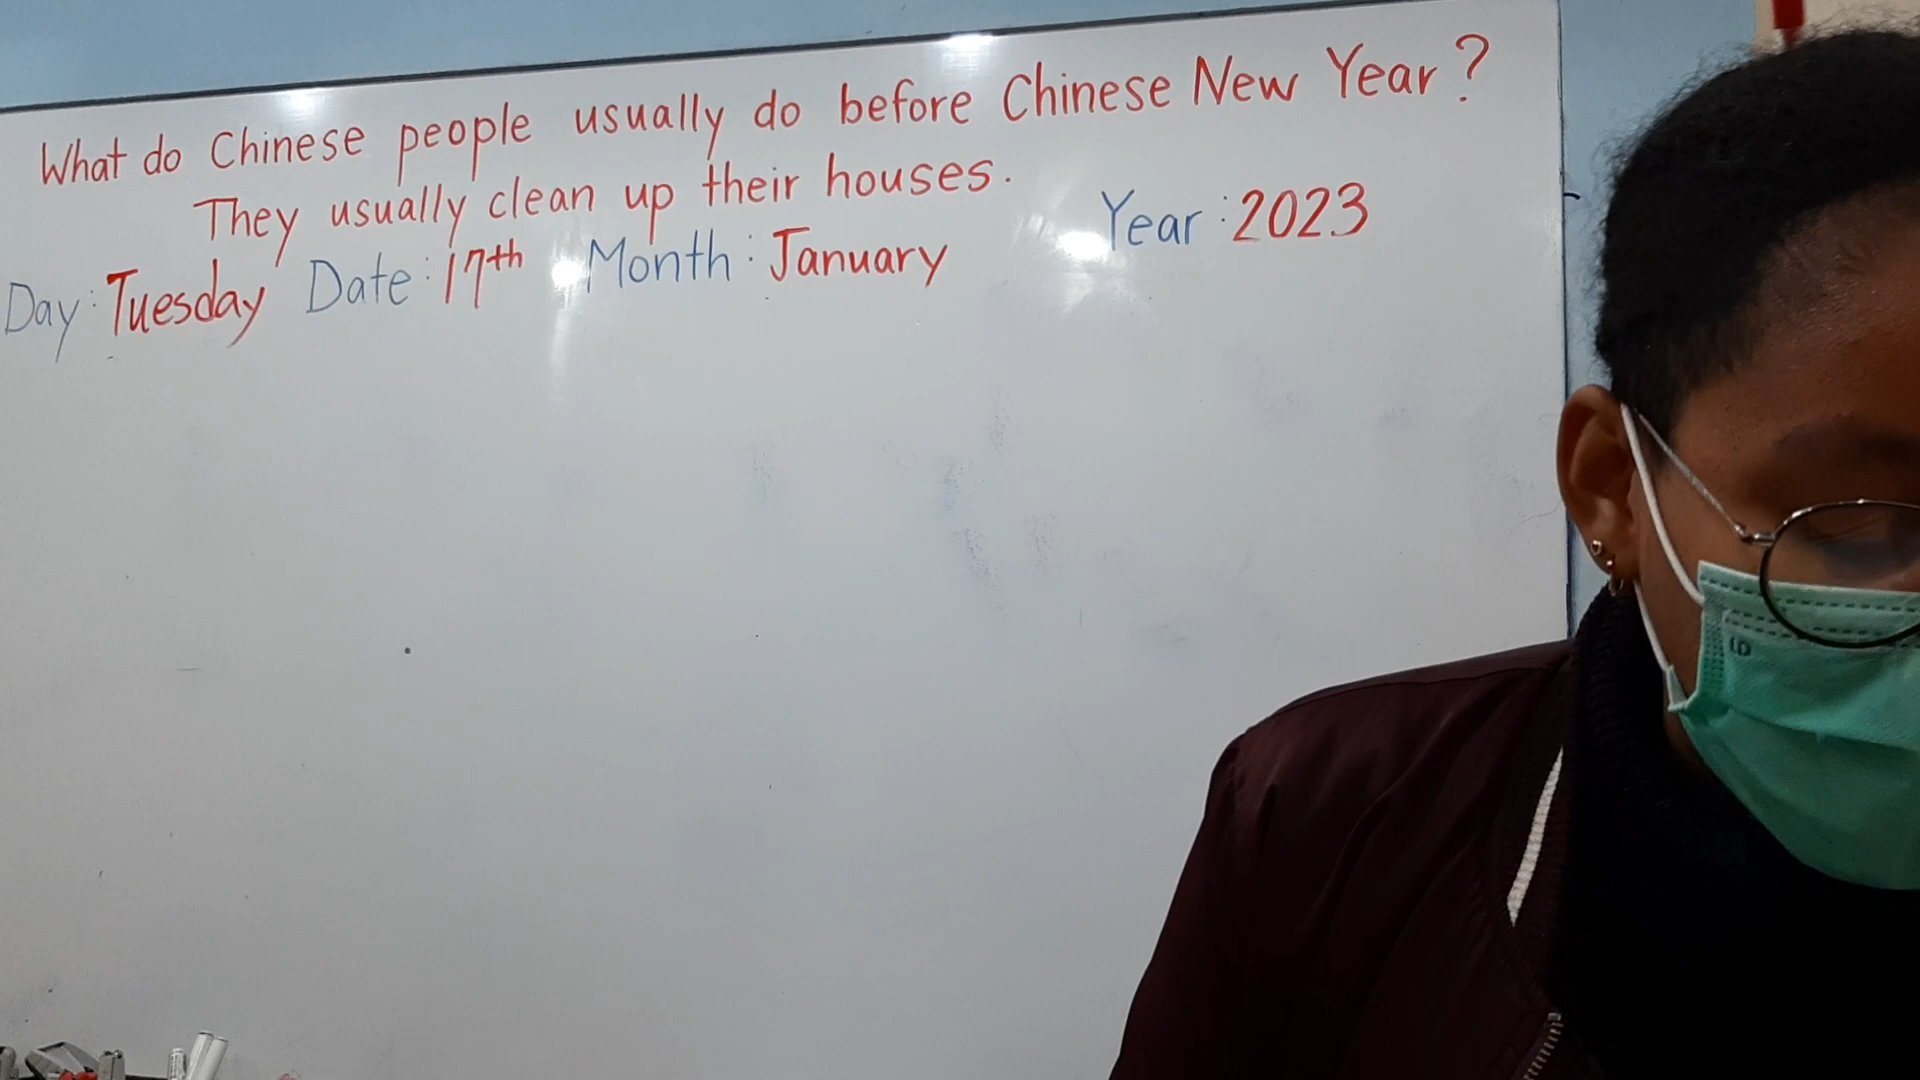 What do Chinese people usually do before Chinese New Year?
They usually clean up their houses.
Day: Tuesday Date: 17th Month: January Year: 2023